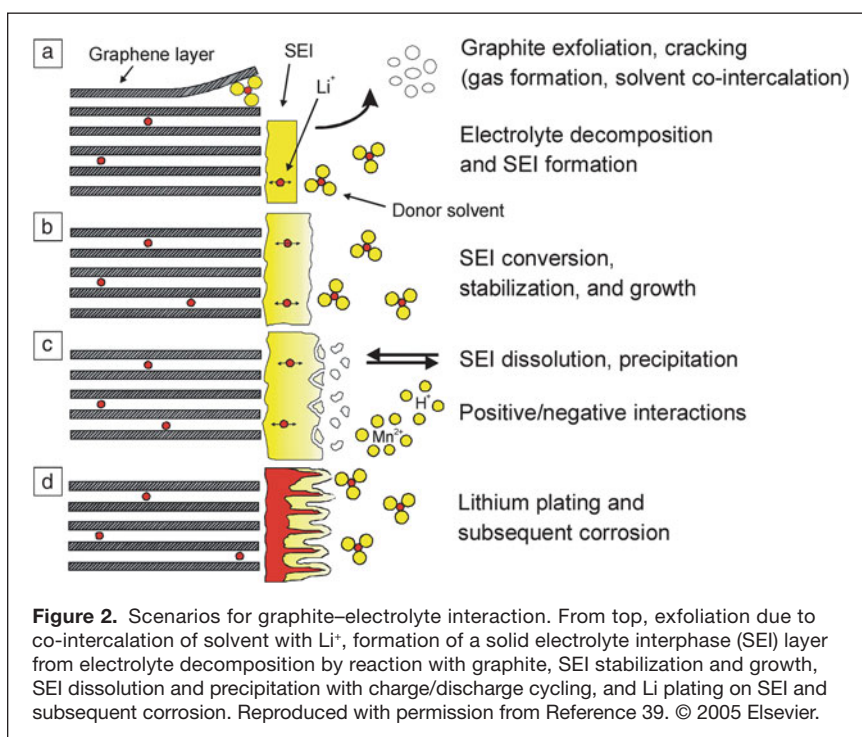 a
Graphene layer
SEI
Li⁺
Graphite exfoliation, cracking
(gas formation, solvent co-intercalation)
Electrolyte decomposition
and SEI formation
Donor solvent
b
SEI conversion,
stabilization, and growth
c
SEI dissolution, precipitation
H⁺
Positive/negative interactions
Mn²⁺
d
Lithium plating and
subsequent corrosion
Figure 2. Scenarios for graphite–electrolyte interaction. From top, exfoliation due to
co-intercalation of solvent with Li⁺, formation of a solid electrolyte interphase (SEI) layer
from electrolyte decomposition by reaction with graphite, SEI stabilization and growth,
SEI dissolution and precipitation with charge/discharge cycling, and Li plating on SEI and
subsequent corrosion. Reproduced with permission from Reference 39. © 2005 Elsevier.